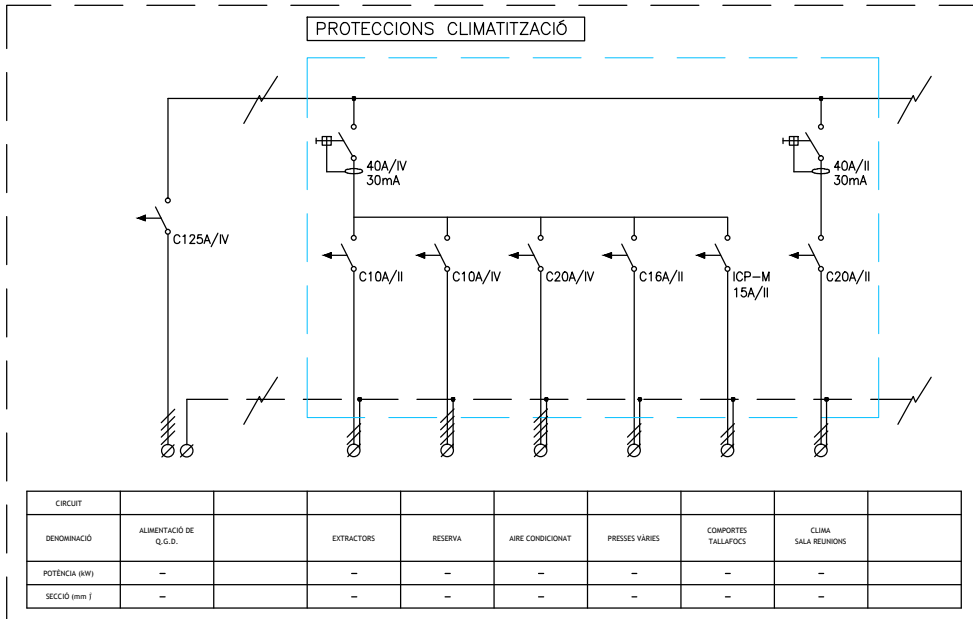 PROTECCIONS CLIMATITZACIÓ
40A/IV
30mA
40A/II
30mA
C125A/IV
C10A/II
C10A/IV
C20A/IV
C16A/II
ICP-M
15A/II
C20A/II
CIRCUIT
DENOMINACIÓ
ALIMENTACIÓ DE
Q.G.D.
EXTRACTORS
RESERVA
AIRE CONDICIONAT
PRESSES VÀRIES
COMPORTES
TALLAFOCS
CLIMA
SALA REUNIONS
POTÈNCIA (kW) – – – – – – –
SECCIÓ (mm ) – – – – – – –